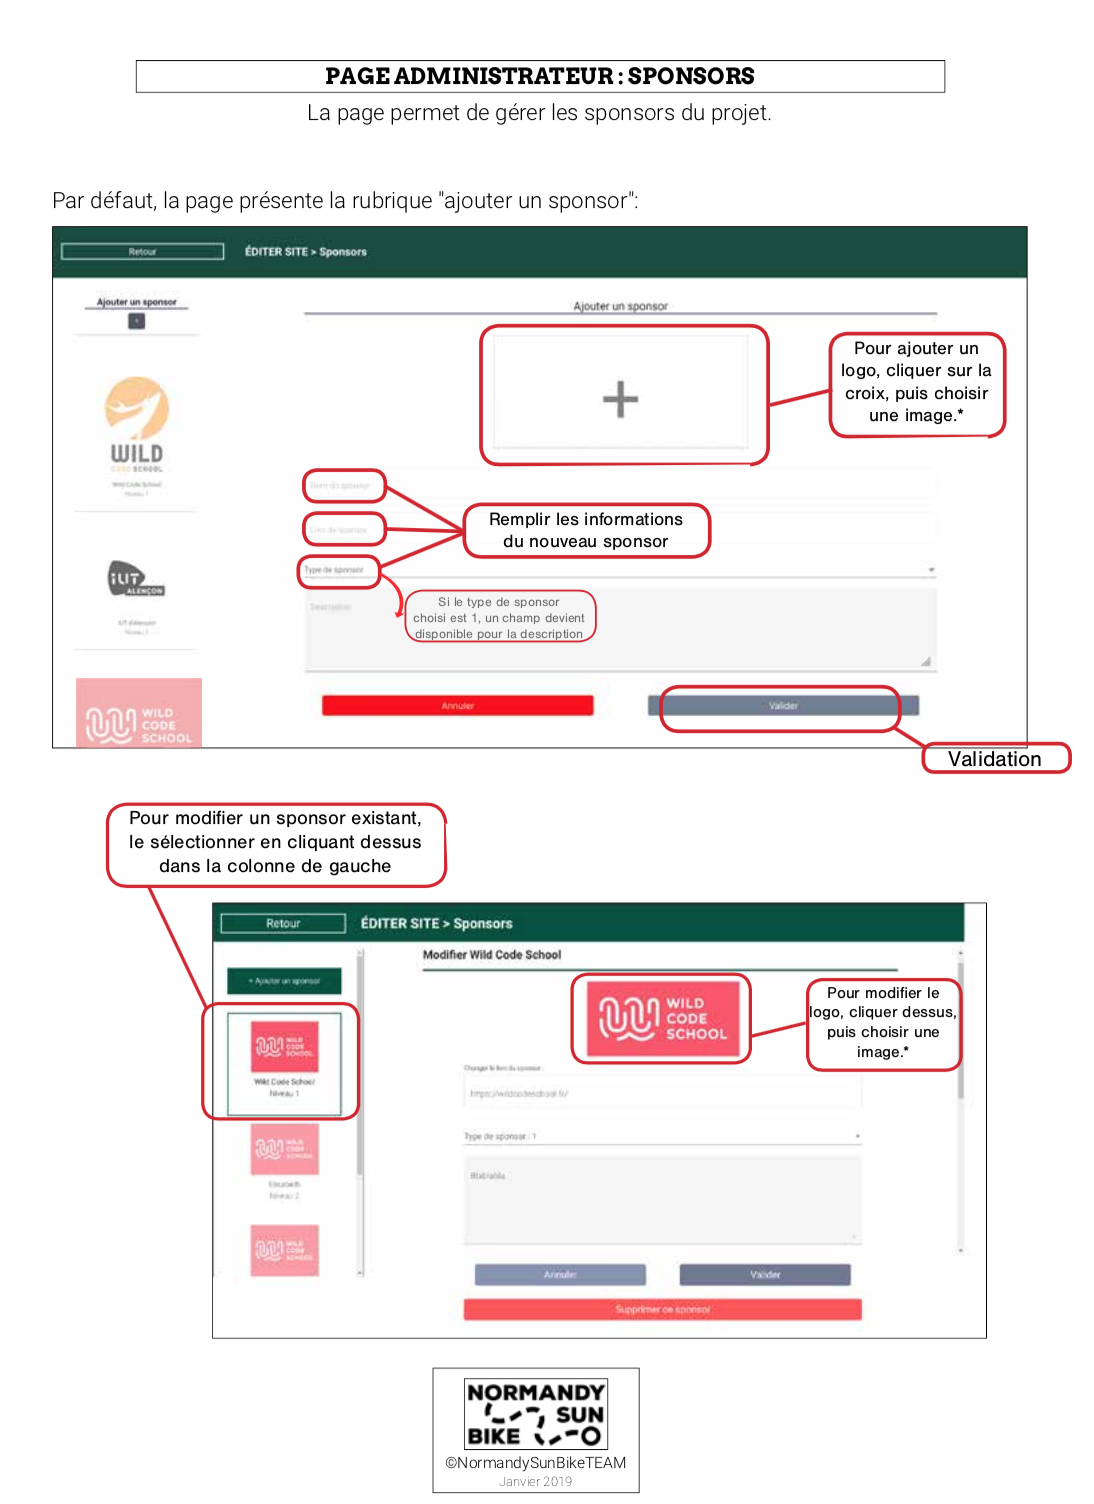 PAGE ADMINISTRATEUR : SPONSORS
La page permet de gérer les sponsors du projet.
Par défaut, la page présente la rubrique "ajouter un sponsor":
Retour
ÉDITER SITE > Sponsors
Ajouter un sponsor
+
Ajouter un sponsor
Pour ajouter un
logo, cliquer sur la
croix, puis choisir
une image.*
WILD
CODE SCHOOL
Wild Code School
Niveau 1
Nom du sponsor
Lien du sponsor
Remplir les informations
du nouveau sponsor
Type de sponsor
iUT
ALENÇON
IUT d'Alençon
Niveau 1
Description
Si le type de sponsor
choisi est 1, un champ devient
disponible pour la description
WILD
CODE
SCHOOL
Annuler
Valider
Validation
Pour modifier un sponsor existant,
le sélectionner en cliquant dessus
dans la colonne de gauche
Retour
ÉDITER SITE > Sponsors
Modifier Wild Code School
+ Ajouter un sponsor
WILD
CODE
SCHOOL
Wild Code School
Niveau 1
WILD
CODE
SCHOOL
Pour modifier le
logo, cliquer dessus,
puis choisir une
image.*
Changer le lien du sponsor
https://wildcodeschool.fr/
Type de sponsor : 1
Blablabla
WILD
CODE
SCHOOL
Elisabeth
Niveau 2
WILD
CODE
SCHOOL
Annuler
Valider
Supprimer ce sponsor
NORMANDY
SUN
BIKE
©NormandySunBikeTEAM
Janvier 2019